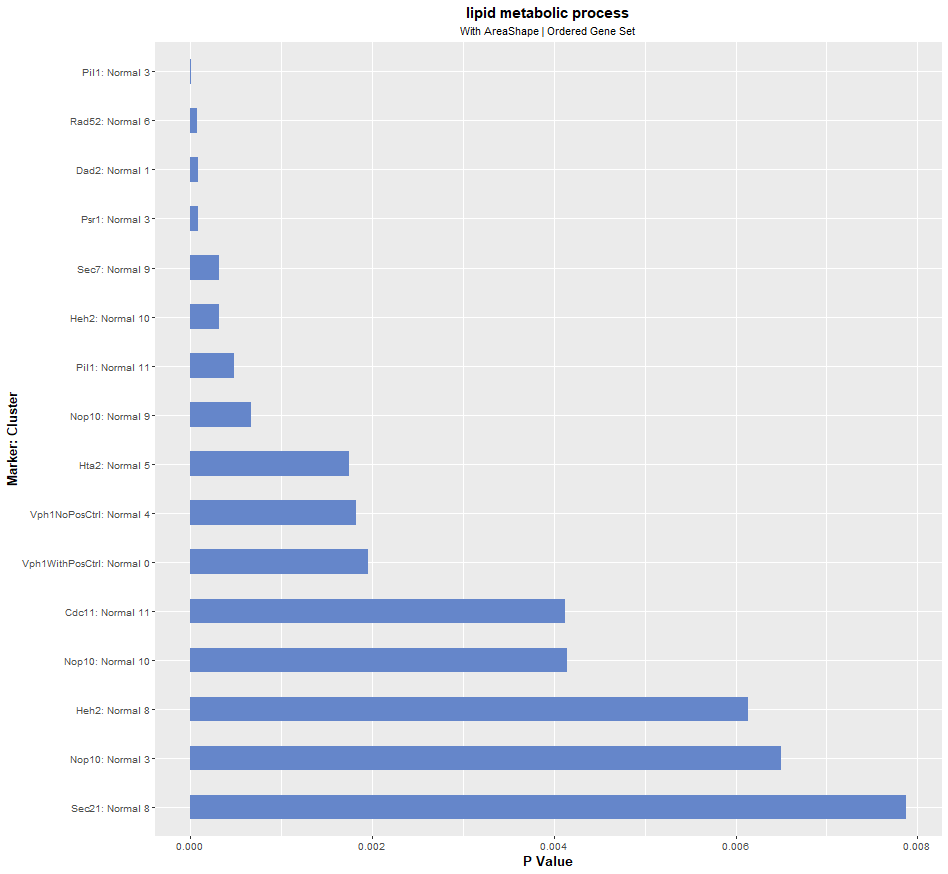 lipid metabolic process
With AreaShape | Ordered Gene Set
Marker: Cluster
Pil1: Normal 3
Rad52: Normal 6
Dad2: Normal 1
Psr1: Normal 3
Sec7: Normal 9
Heh2: Normal 10
Pil1: Normal 11
Nop10: Normal 9
Hta2: Normal 5
Vph1NoPosCtrl: Normal 4
Vph1WithPosCtrl: Normal 0
Cdc11: Normal 11
Nop10: Normal 10
Heh2: Normal 8
Nop10: Normal 3
Sec21: Normal 8
0.000 0.002 0.004 0.006 0.008
P Value